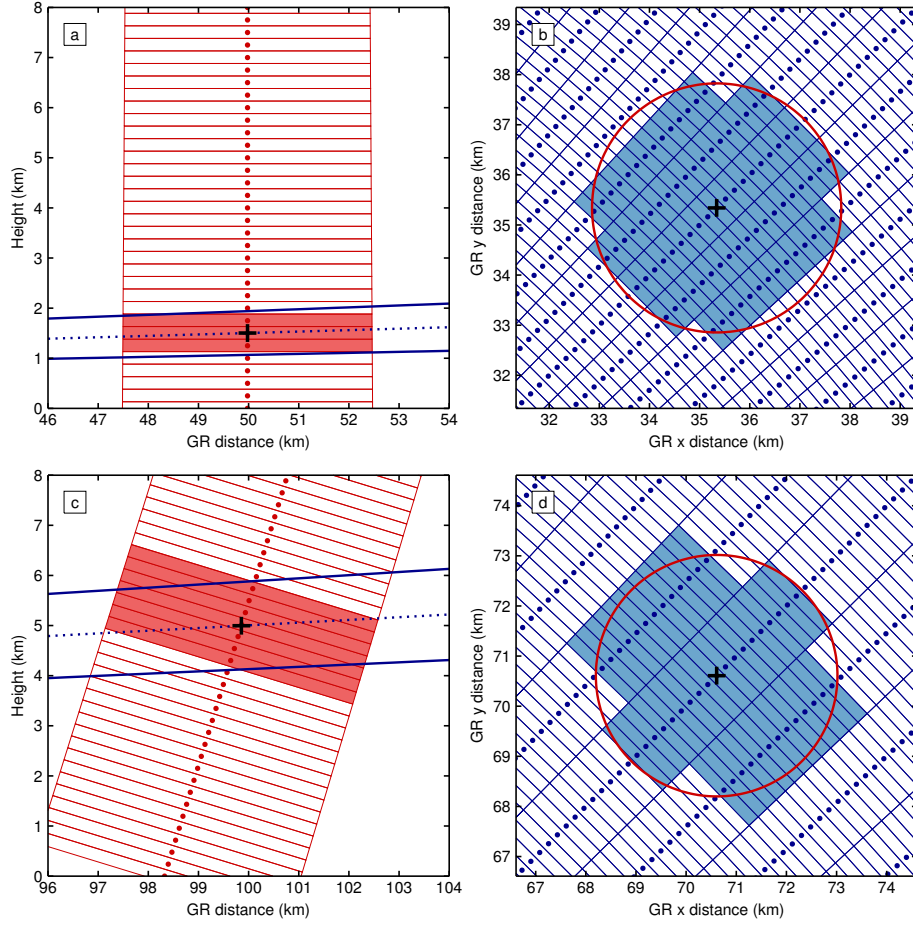 a
8
7
6
5
4
3
2
1
0
Height (km)
46 47 48 49 50 51 52 53 54
GR distance (km)
b
39
38
37
36
35
34
33
32
GR y distance (km)
32 33 34 35 36 37 38 39
GR x distance (km)
c
8
7
6
5
4
3
2
1
0
Height (km)
96 97 98 99 100 101 102 103 104
GR distance (km)
d
74
73
72
71
70
69
68
67
GR y distance (km)
67 68 69 70 71 72 73 74
GR x distance (km)